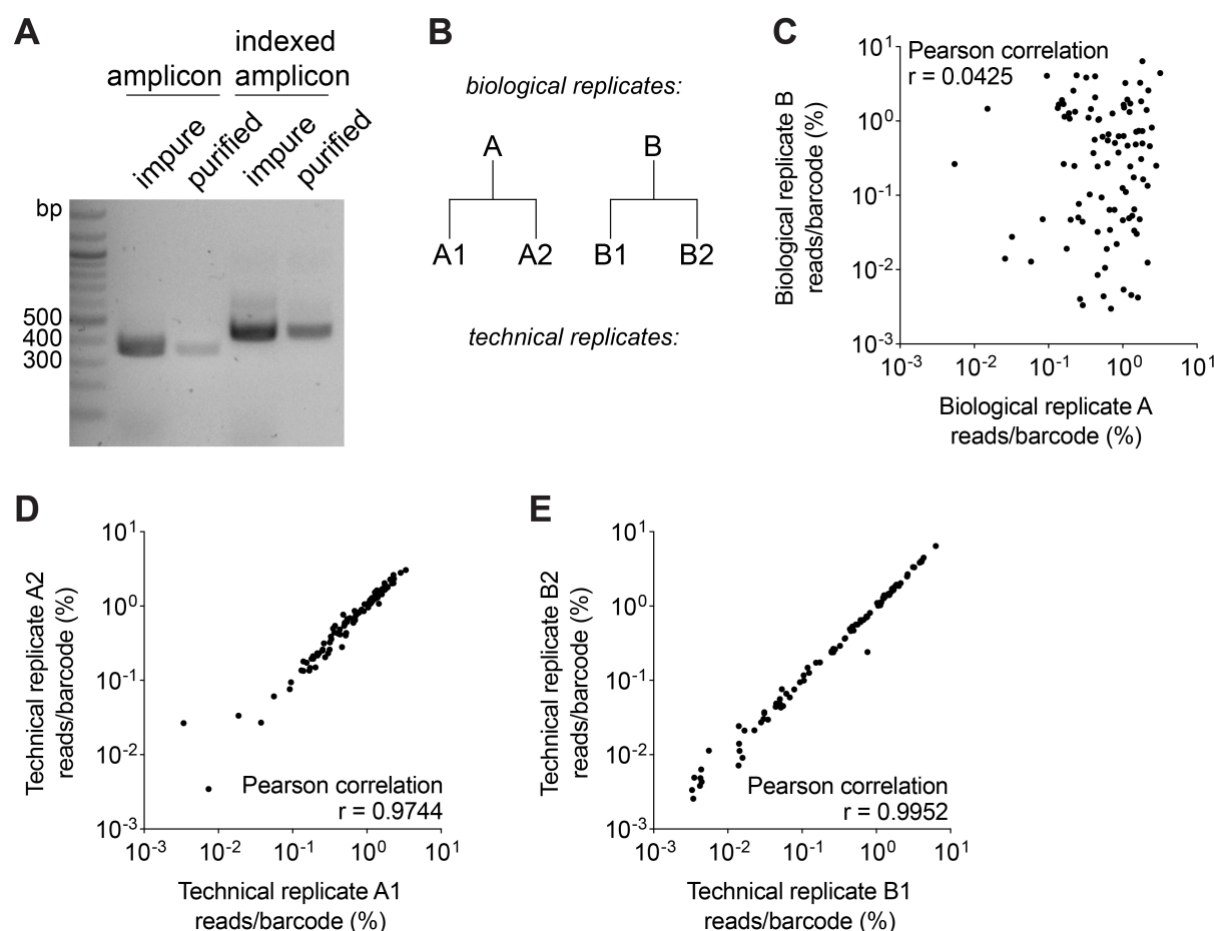 A
amplicon
indexed
amplicon
impure
purified
impure
purified
bp
500
400
300
B
biological replicates:
A
B
A1
A2
B1
B2
technical replicates:
C
Pearson correlation
r = 0.0425
10¹
10⁰
10⁻¹
10⁻²
10⁻³
Biological replicate B
reads/barcode (%)
10⁻³
10⁻²
10⁻¹
10⁰
10¹
Biological replicate A
reads/barcode (%)
D
10¹
10⁰
10⁻¹
10⁻²
10⁻³
Technical replicate A2
reads/barcode (%)
Pearson correlation
r = 0.9744
10⁻³
10⁻²
10⁻¹
10⁰
10¹
Technical replicate A1
reads/barcode (%)
E
10¹
10⁰
10⁻¹
10⁻²
10⁻³
Technical replicate B2
reads/barcode (%)
Pearson correlation
r = 0.9952
10⁻³
10⁻²
10⁻¹
10⁰
10¹
Technical replicate B1
reads/barcode (%)